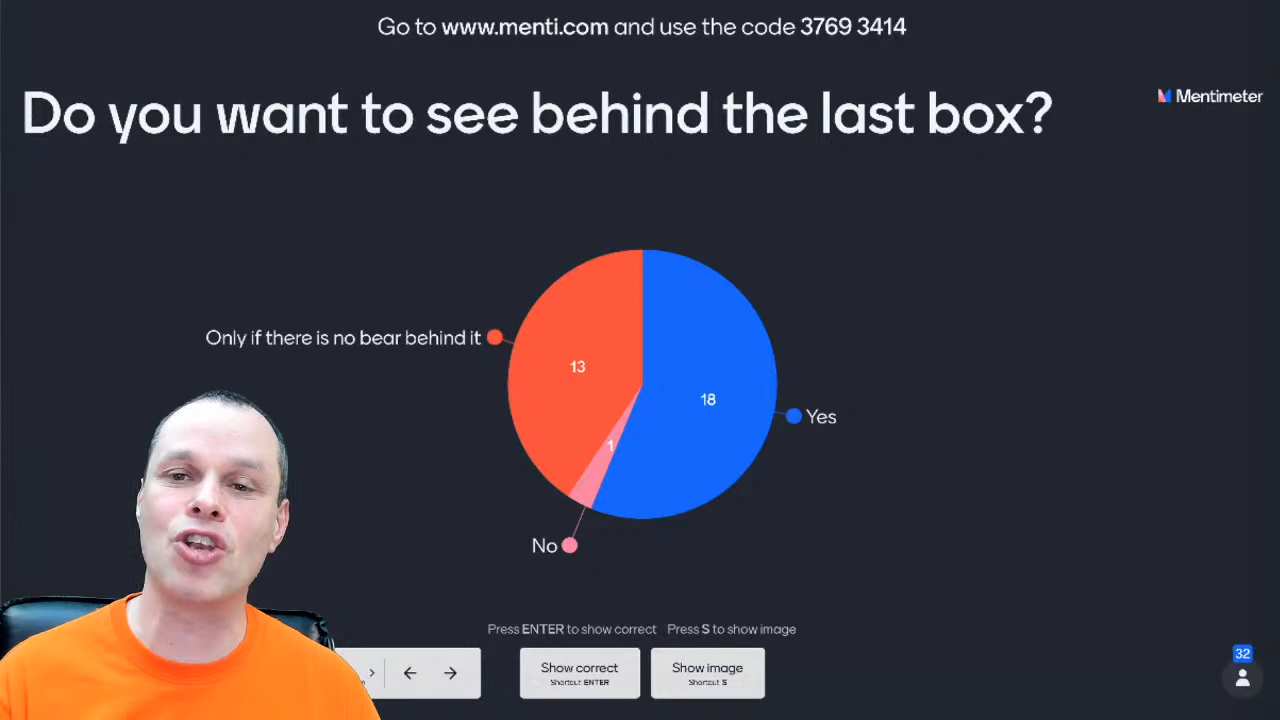 Go to www.menti.com and use the code 3769 3414
Do you want to see behind the last box?
Mentimeter
Only if there is no bear behind it
13
18
Yes
1
No
Press ENTER to show correct Press S to show image
Show correct
Shortcut ENTER
Show image
Shortcut S
32